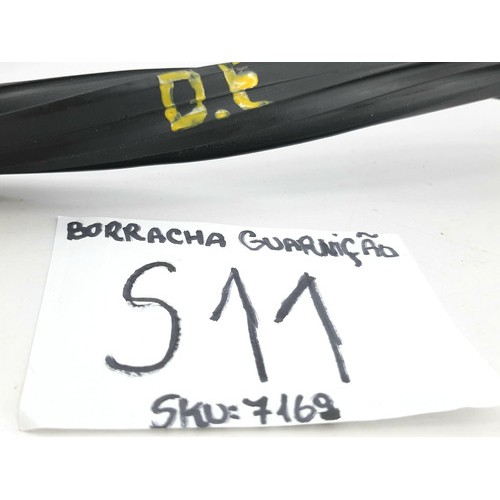 D.E
BORRACHA GUARNIÇÃO
S11
SKU: 7169